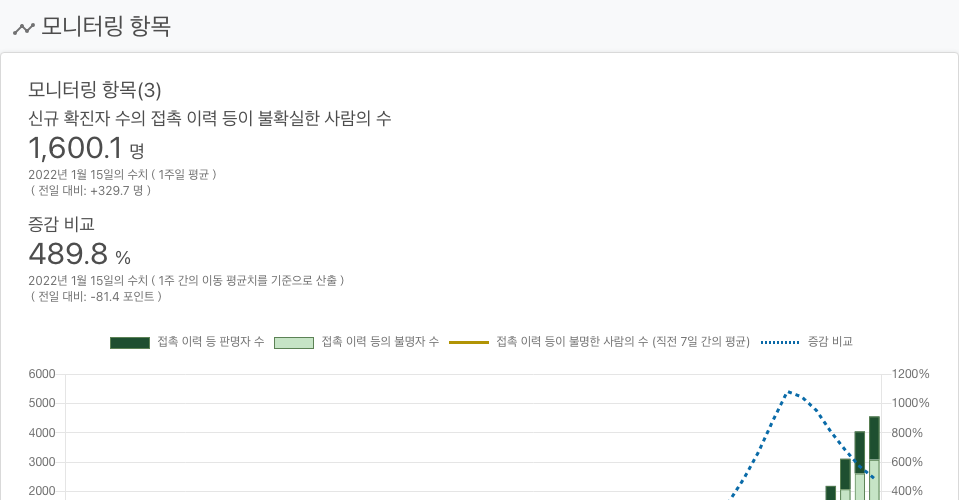 모니터링 항목
모니터링 항목(3)
신규 확진자 수의 접촉 이력 등이 불확실한 사람의 수
1,600.1 명
2022년 1월 15일의 수치 ( 1주일 평균 )
( 전일 대비: +329.7 명 )
증감 비교
489.8 %
2022년 1월 15일의 수치 ( 1주 간의 이동 평균치를 기준으로 산출 )
( 전일 대비: -81.4 포인트 )
접촉 이력 등 판명자 수 접촉 이력 등의 불명자 수 접촉 이력 등이 불명한 사람의 수 (직전 7일 간의 평균) 증감 비교
6000 1200%
5000 1000%
4000 800%
3000 600%
2000 400%